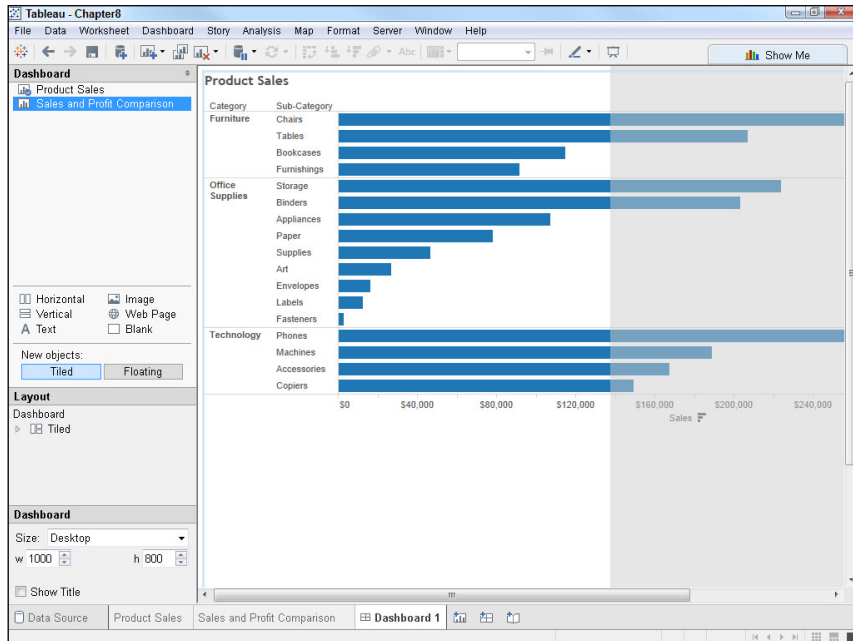 Tableau - Chapter8
File Data Worksheet Dashboard Story Analysis Map Format Server Window Help
Abc
Show Me
Dashboard
Product Sales
Sales and Profit Comparison
Horizontal Image
Vertical Web Page
A Text Blank
New objects:
Tiled Floating
Layout
Dashboard
Tiled
Dashboard
Size: Desktop
w 1000 h 800
Show Title
Product Sales
Category Sub-Category
Furniture Chairs
Tables
Bookcases
Furnishings
Office Supplies Storage
Binders
Appliances
Paper
Supplies
Art
Envelopes
Labels
Fasteners
Technology Phones
Machines
Accessories
Copiers
$0 $40,000 $80,000 $120,000 $160,000 $200,000 $240,000
Sales
Data Source Product Sales Sales and Profit Comparison Dashboard 1